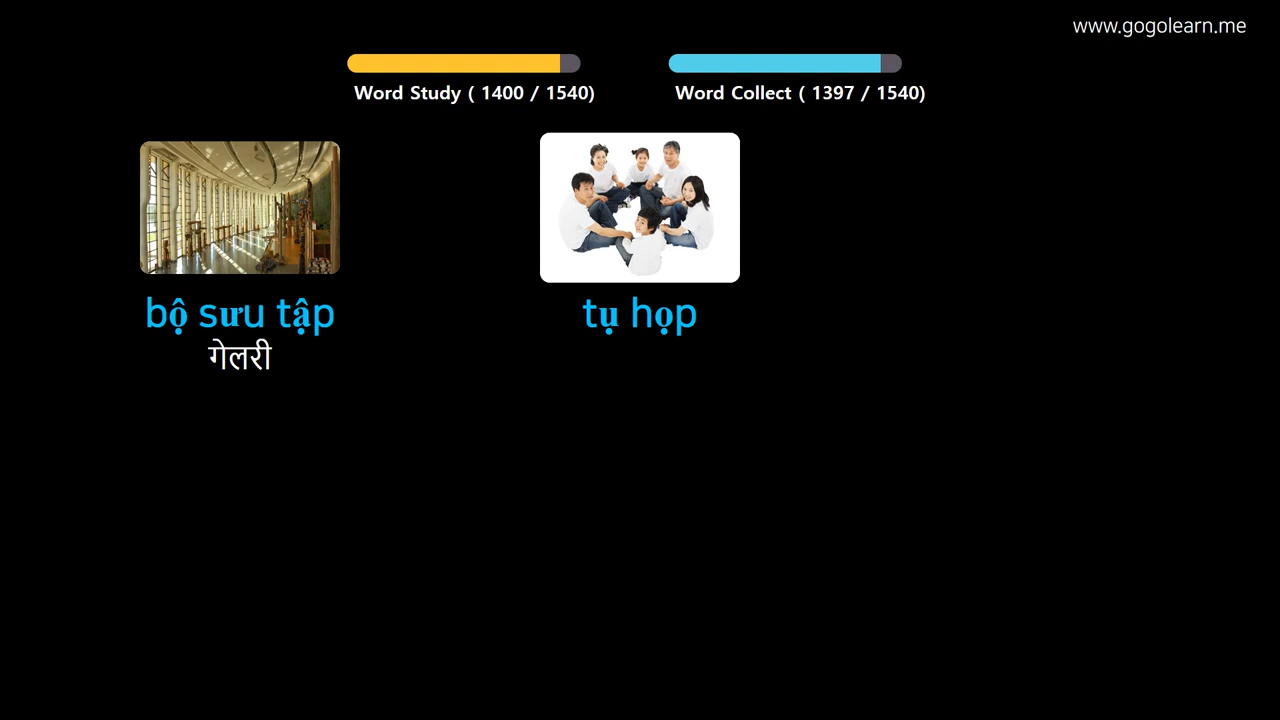 www.gogolearn.me
Word Study ( 1400 / 1540)
Word Collect ( 1397 / 1540)
bộ sưu tập
गेलरी
tụ họp